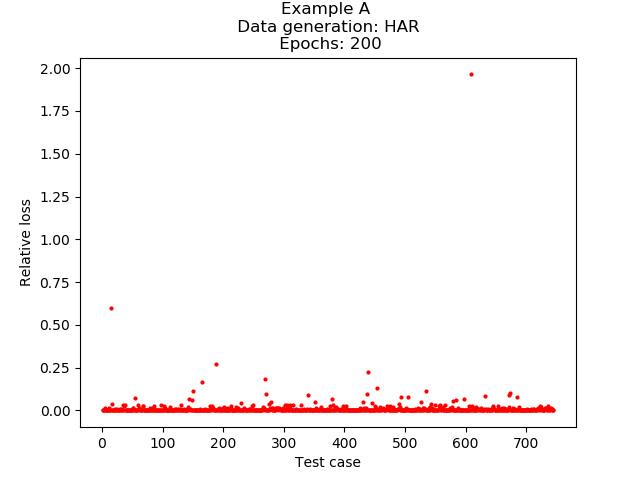 Example A
Data generation: HAR
Epochs: 200
2.00
1.75
1.50
1.25
1.00
0.75
0.50
0.25
0.00
Relative loss
0 100 200 300 400 500 600 700
Test case